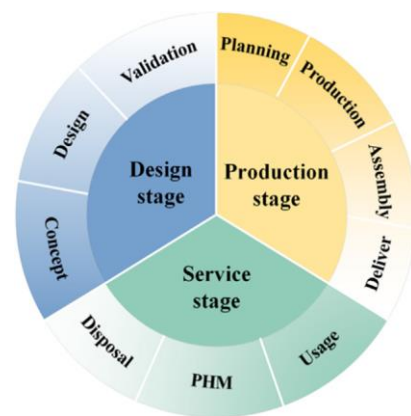 Validation
Planning
Production
Design
Assembly
Design
stage
Production
stage
Concept
Deliver
Service
stage
Disposal
PHM
Usage